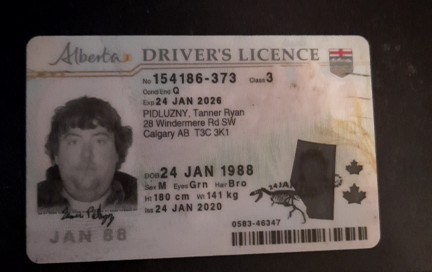 Alberta DRIVER'S LICENCE
No 154186-373 Class 3
Cond/End Q
Exp 24 JAN 2026
PIDLUZNY, Tanner Ryan
28 Windermere Rd SW
Calgary AB T3C 3K1
DOB 24 JAN 1988
Sex M Eyes Grn Hair Bro
Ht 180 cm Wt 141 kg
Iss 24 JAN 2020
24JA
JAN 88
0583-46347